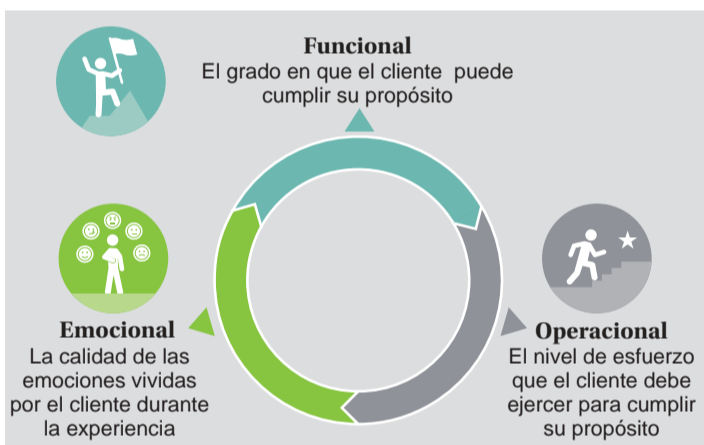 Funcional
El grado en que el cliente puede
cumplir su propósito
Emocional
La calidad de las
emociones vividas
por el cliente durante
la experiencia
Operacional
El nivel de esfuerzo
que el cliente debe
ejercer para cumplir
su propósito